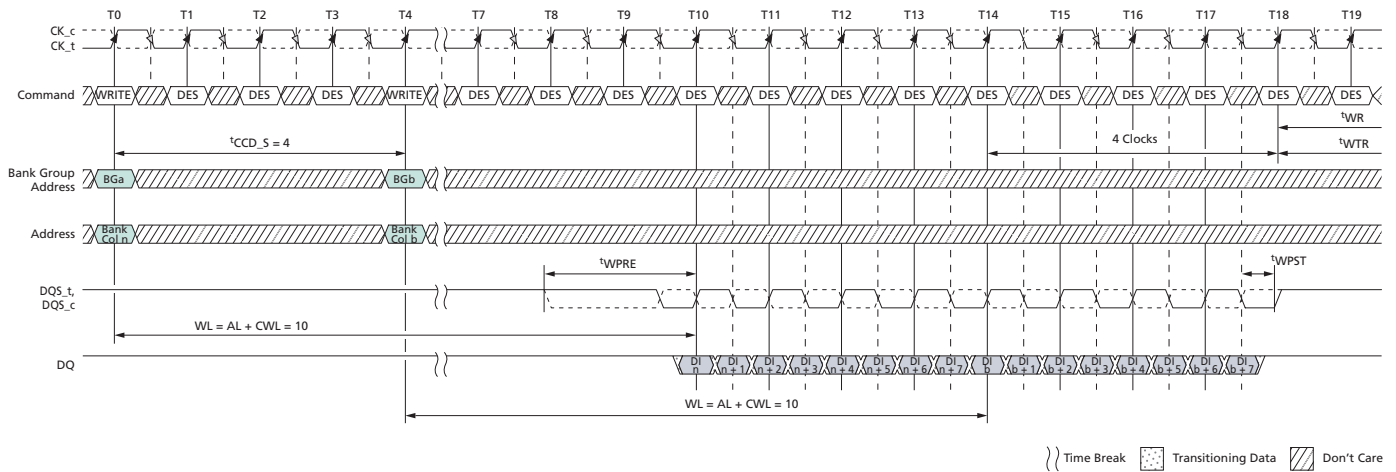 T0 T1 T2 T3 T4 T7 T8 T9 T10 T11 T12 T13 T14 T15 T16 T17 T18 T19
CK_c
CK_t
Command WRITE DES DES DES WRITE DES DES DES DES DES DES DES DES DES DES DES DES DES
tWR
tCCD_S = 4 4 Clocks tWTR
Bank Group
Address BGa BGb
Address Bank
Col n Bank
Col b
tWPRE tWPST
DQS_t,
DQS_c
WL = AL + CWL = 10
DQ DI
n DI
n + 1 DI
n + 2 DI
n + 3 DI
n + 4 DI
n + 5 DI
n + 6 DI
n + 7 DI
b DI
b + 1 DI
b + 2 DI
b + 3 DI
b + 4 DI
b + 5 DI
b + 6 DI
b + 7
WL = AL + CWL = 10
Time Break Transitioning Data Don't Care